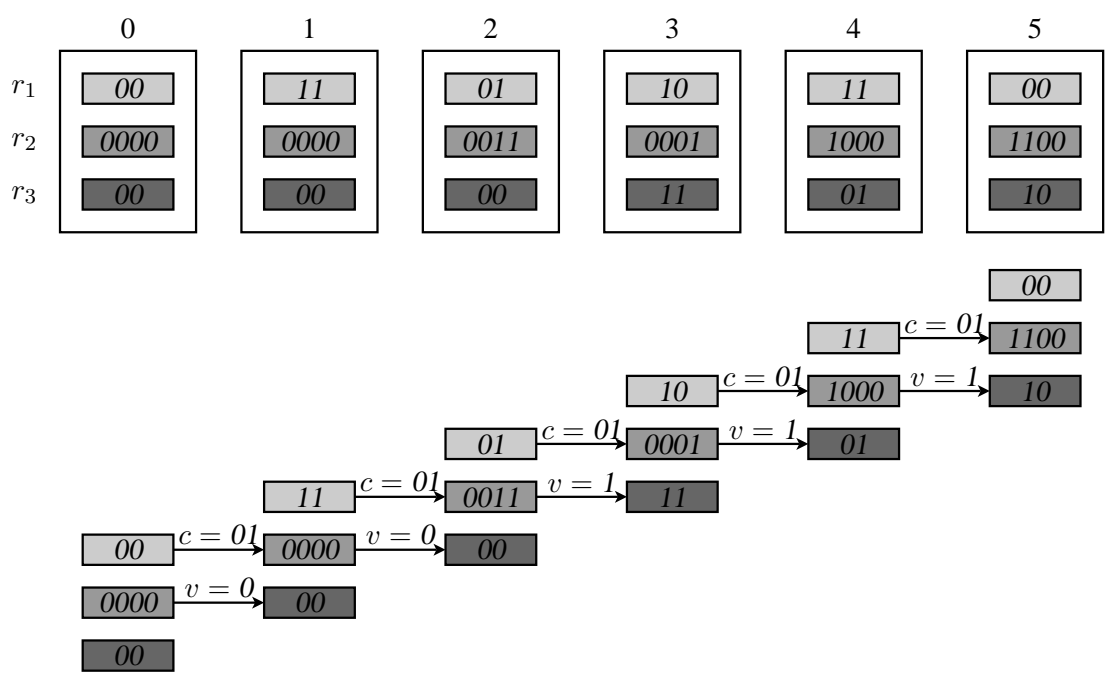 0 1 2 3 4 5
r₁ 00 11 01 10 11 00
r₂ 0000 0000 0011 0001 1000 1100
r₃ 00 00 00 11 01 10
00
11 c = 01 1100
10 c = 01 1000 v = 1 10
01 c = 01 0001 v = 1 01
11 c = 01 0011 v = 1 11
00 c = 01 0000 v = 0 00
0000 v = 0 00
00